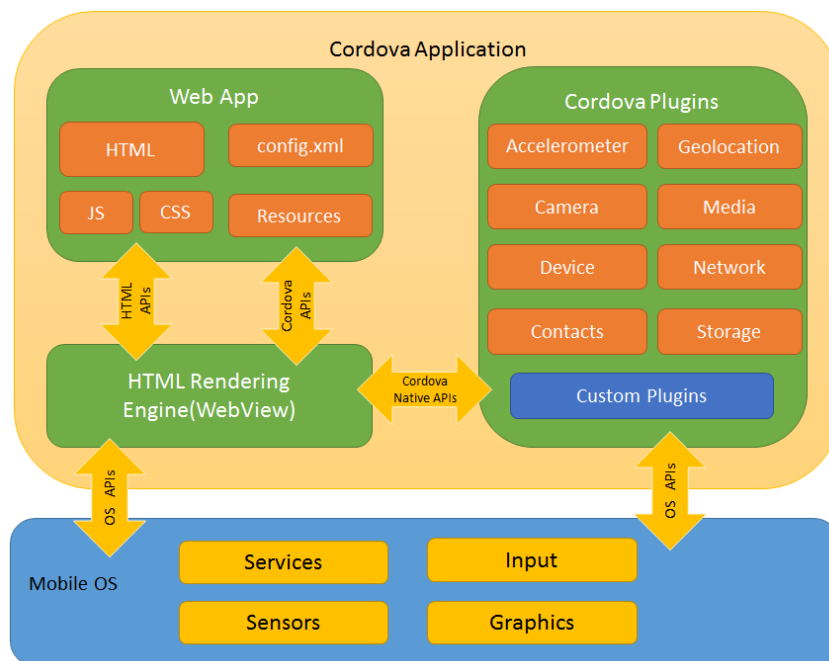 Cordova Application
Web App
HTML
config.xml
JS
CSS
Resources
Cordova Plugins
Accelerometer
Geolocation
Camera
Media
Device
Network
Contacts
Storage
Custom Plugins
HTML
APIs
Cordova
APIs
HTML Rendering
Engine(WebView)
Cordova
Native APIs
OS APIs
OS APIs
Mobile OS
Services
Input
Sensors
Graphics